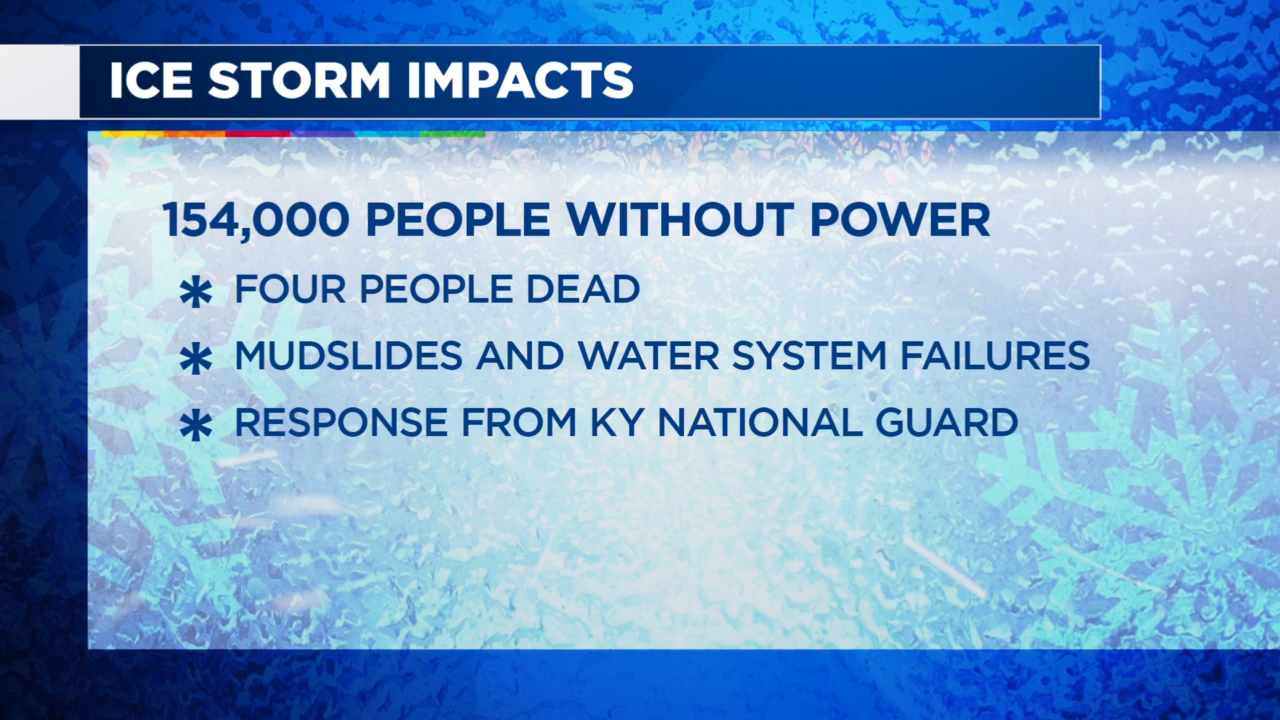 ICE STORM IMPACTS
154,000 PEOPLE WITHOUT POWER
* FOUR PEOPLE DEAD
* MUDSLIDES AND WATER SYSTEM FAILURES
* RESPONSE FROM KY NATIONAL GUARD